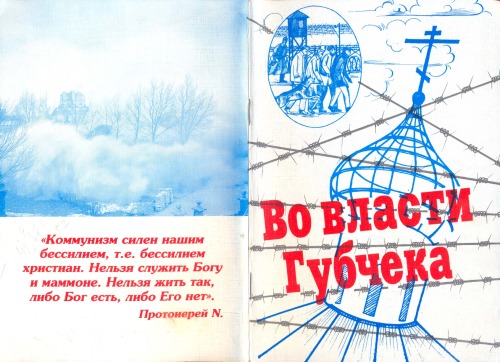 «Коммунизм силен нашим
бессилием, т.е. бессилием
христиан. Нельзя служить Богу
и маммоне. Нельзя жить так,
либо Бог есть, либо Его нет».
Протоиерей N.
Во власти
Губчека